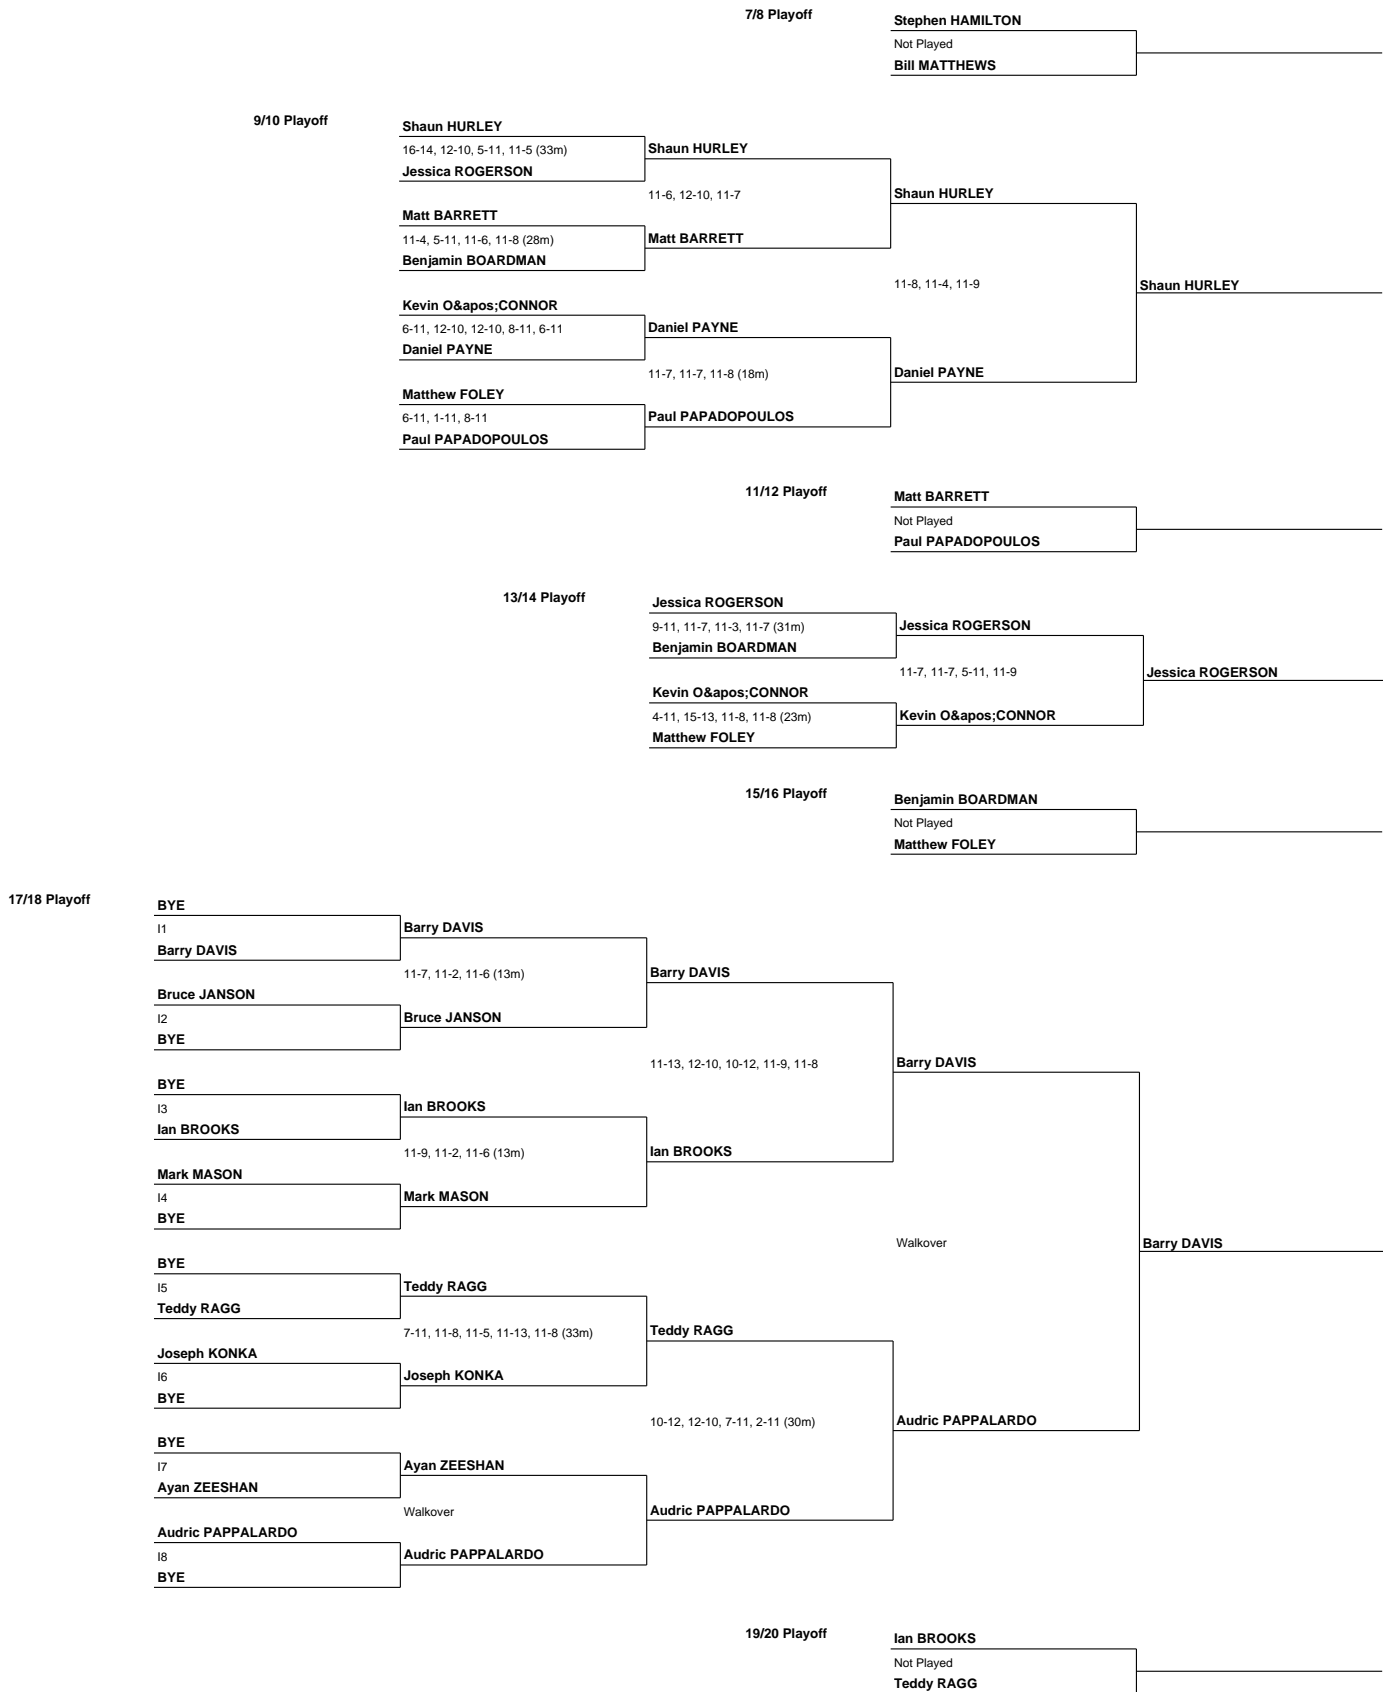 7/8 Playoff
Stephen HAMILTON
Not Played
Bill MATTHEWS
9/10 Playoff
Shaun HURLEY
16-14, 12-10, 5-11, 11-5 (33m)
Shaun HURLEY
Jessica ROGERSON
11-6, 12-10, 11-7
Shaun HURLEY
Matt BARRETT
11-4, 5-11, 11-6, 11-8 (28m)
Matt BARRETT
Benjamin BOARDMAN
11-8, 11-4, 11-9
Shaun HURLEY
Kevin O&apos;CONNOR
6-11, 12-10, 12-10, 8-11, 6-11
Daniel PAYNE
Daniel PAYNE
11-7, 11-7, 11-8 (18m)
Daniel PAYNE
Matthew FOLEY
6-11, 1-11, 8-11
Paul PAPADOPOULOS
Paul PAPADOPOULOS
11/12 Playoff
Matt BARRETT
Not Played
Paul PAPADOPOULOS
13/14 Playoff
Jessica ROGERSON
9-11, 11-7, 11-3, 11-7 (31m)
Jessica ROGERSON
Benjamin BOARDMAN
11-7, 11-7, 5-11, 11-9
Jessica ROGERSON
Kevin O&apos;CONNOR
4-11, 15-13, 11-8, 11-8 (23m)
Kevin O&apos;CONNOR
Matthew FOLEY
15/16 Playoff
Benjamin BOARDMAN
Not Played
Matthew FOLEY
17/18 Playoff
BYE
I1
Barry DAVIS
Barry DAVIS
11-7, 11-2, 11-6 (13m)
Barry DAVIS
Bruce JANSON
I2
Bruce JANSON
BYE
11-13, 12-10, 10-12, 11-9, 11-8
Barry DAVIS
BYE
I3
Ian BROOKS
Ian BROOKS
11-9, 11-2, 11-6 (13m)
Ian BROOKS
Mark MASON
I4
Mark MASON
BYE
Walkover
Barry DAVIS
BYE
I5
Teddy RAGG
Teddy RAGG
7-11, 11-8, 11-5, 11-13, 11-8 (33m)
Teddy RAGG
Joseph KONKA
I6
Joseph KONKA
BYE
10-12, 12-10, 7-11, 2-11 (30m)
Audric PAPPALARDO
BYE
I7
Ayan ZEESHAN
Ayan ZEESHAN
Walkover
Audric PAPPALARDO
Audric PAPPALARDO
I8
Audric PAPPALARDO
BYE
19/20 Playoff
Ian BROOKS
Not Played
Teddy RAGG